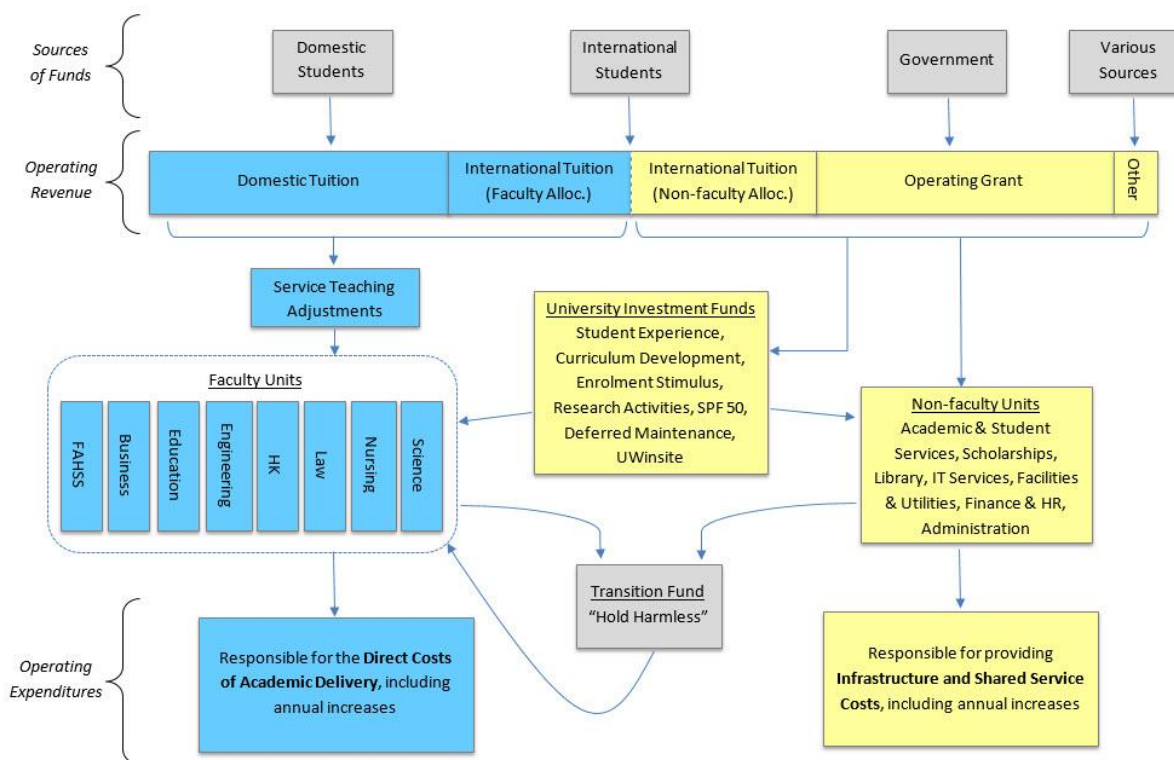 Sources
of Funds
Domestic
Students
International
Students
Government
Various
Sources
Operating
Revenue
Domestic Tuition
International Tuition
(Faculty Alloc.)
International Tuition
(Non-faculty Alloc.)
Operating Grant
Other
Service Teaching
Adjustments
University Investment Funds
Student Experience,
Curriculum Development,
Enrolment Stimulus,
Research Activities, SPF 50,
Deferred Maintenance,
UWinsite
Faculty Units
FAHSS
Business
Education
Engineering
HK
Law
Nursing
Science
Non-faculty Units
Academic & Student
Services, Scholarships,
Library, IT Services, Facilities
& Utilities, Finance & HR,
Administration
Transition Fund
“Hold Harmless”
Operating
Expenditures
Responsible for the Direct Costs
of Academic Delivery, including
annual increases
Responsible for providing
Infrastructure and Shared Service
Costs, including annual increases